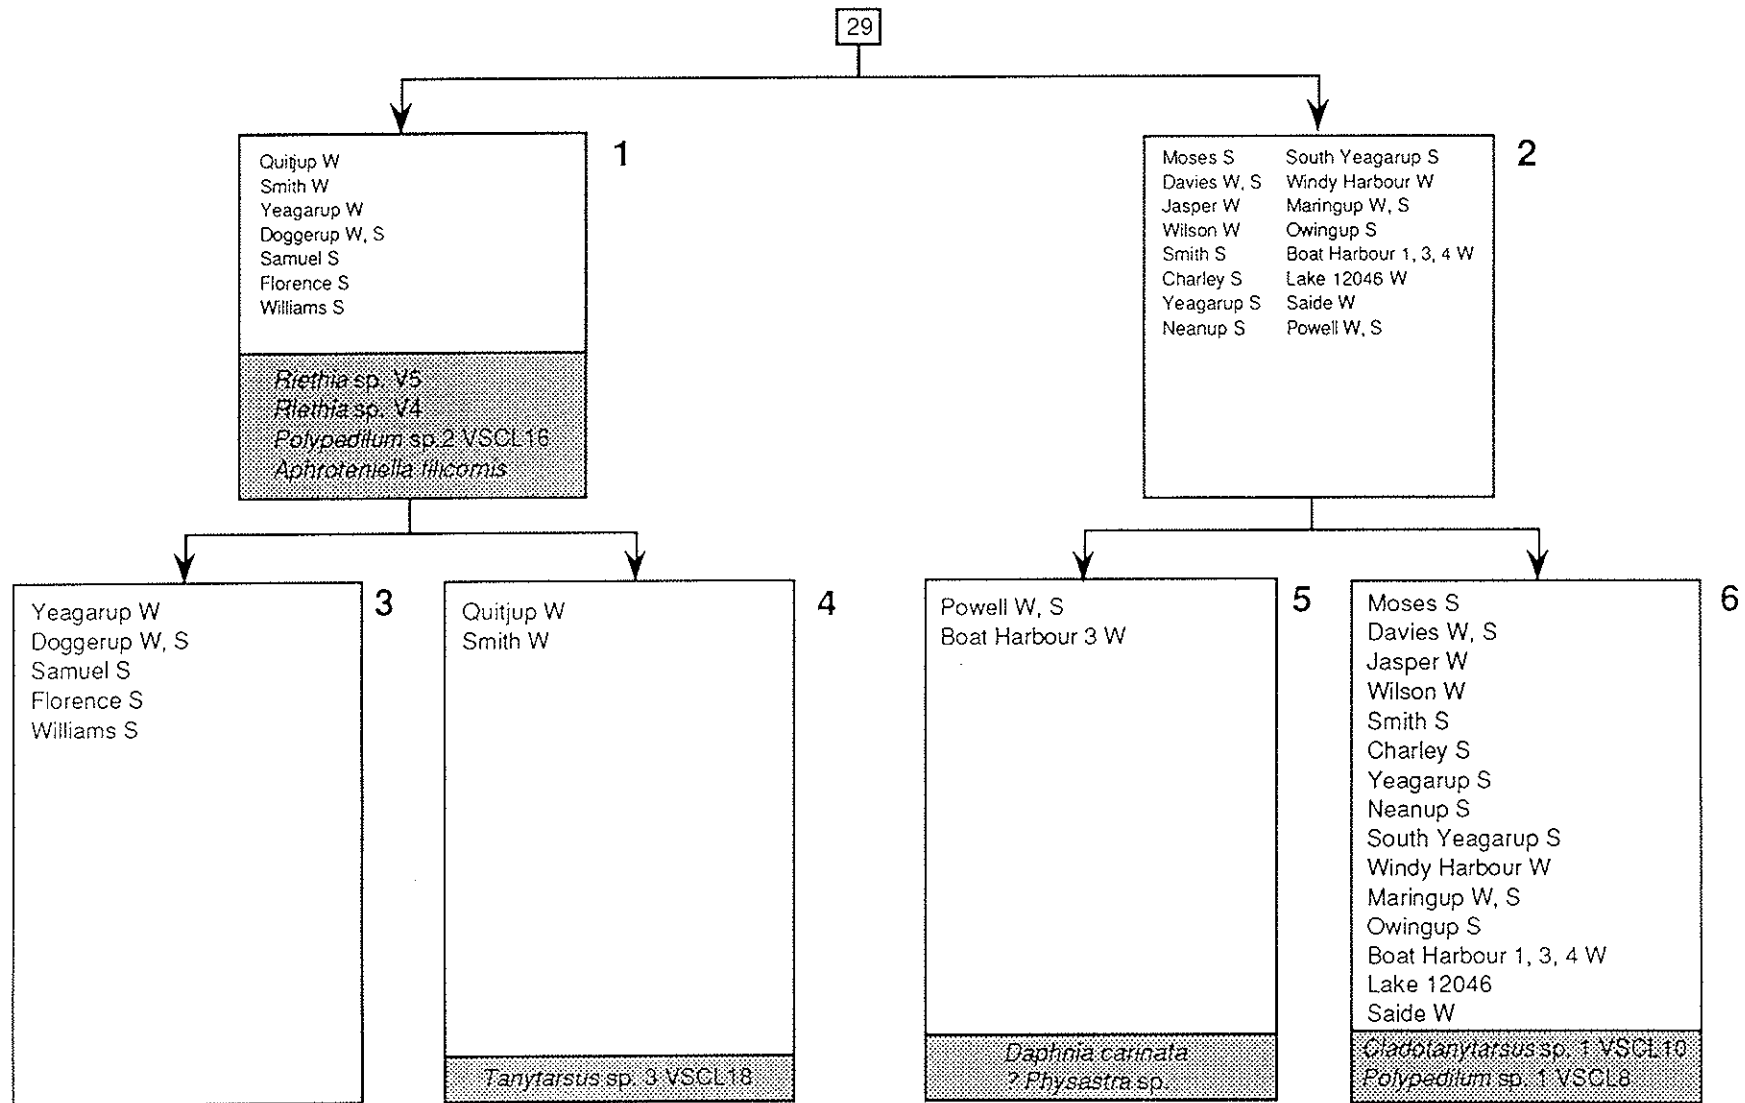 29
1
Quitjup W
Smith W
Yeagarup W
Doggerup W, S
Samuel S
Florence S
Williams S
Riethia sp. V5
Riethia sp. V4
Polypedilum sp.2 VSCL16
Aphroteniella filicornis
2
Moses S
Davies W, S
Jasper W
Wilson W
Smith S
Charley S
Yeagarup S
Neanup S
South Yeagarup S
Windy Harbour W
Maringup W, S
Owingup S
Boat Harbour 1, 3, 4 W
Lake 12046 W
Saide W
Powell W, S
3
Yeagarup W
Doggerup W, S
Samuel S
Florence S
Williams S
4
Quitjup W
Smith W
Tanytarsus sp. 3 VSCL18
5
Powell W, S
Boat Harbour 3 W
Daphnia carinata
? Physastra sp.
6
Moses S
Davies W, S
Jasper W
Wilson W
Smith S
Charley S
Yeagarup S
Neanup S
South Yeagarup S
Windy Harbour W
Maringup W, S
Owingup S
Boat Harbour 1, 3, 4 W
Lake 12046
Saide W
Cladotanytarsus sp. 1 VSCL10
Polypedilum sp. 1 VSCL8